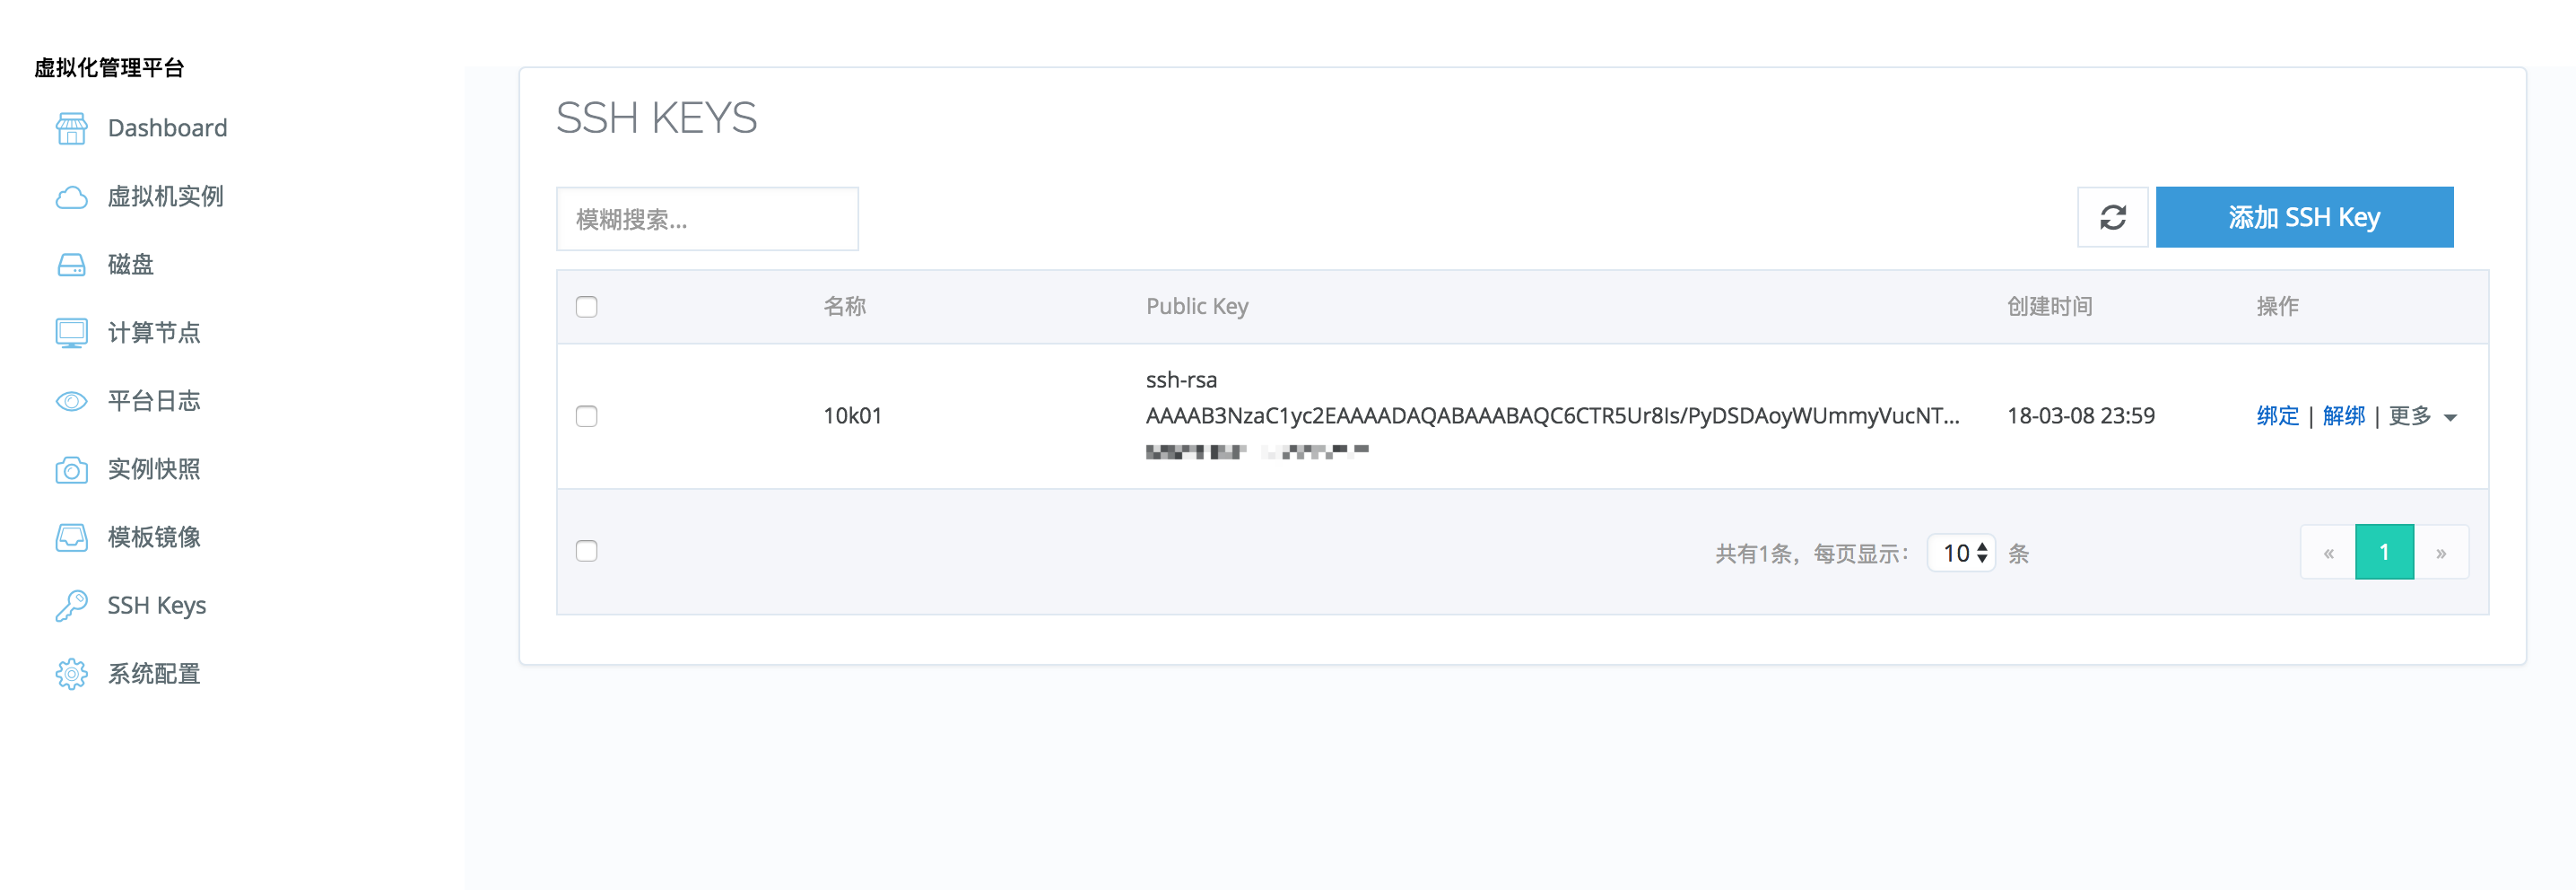 虚拟化管理平台
Dashboard
虚拟机实例
磁盘
计算节点
平台日志
实例快照
模板镜像
SSH Keys
系统配置
SSH KEYS
模糊搜索...
添加 SSH Key
名称 Public Key 创建时间 操作
ssh-rsa
10k01 AAAAB3NzaC1yc2EAAAADAQABAAABAQC6CTR5Ur8Is/PyDSDAoyWUmmyVucNT... 18-03-08 23:59 绑定 | 解绑 | 更多
共有1条，每页显示： 10 条 « 1 »